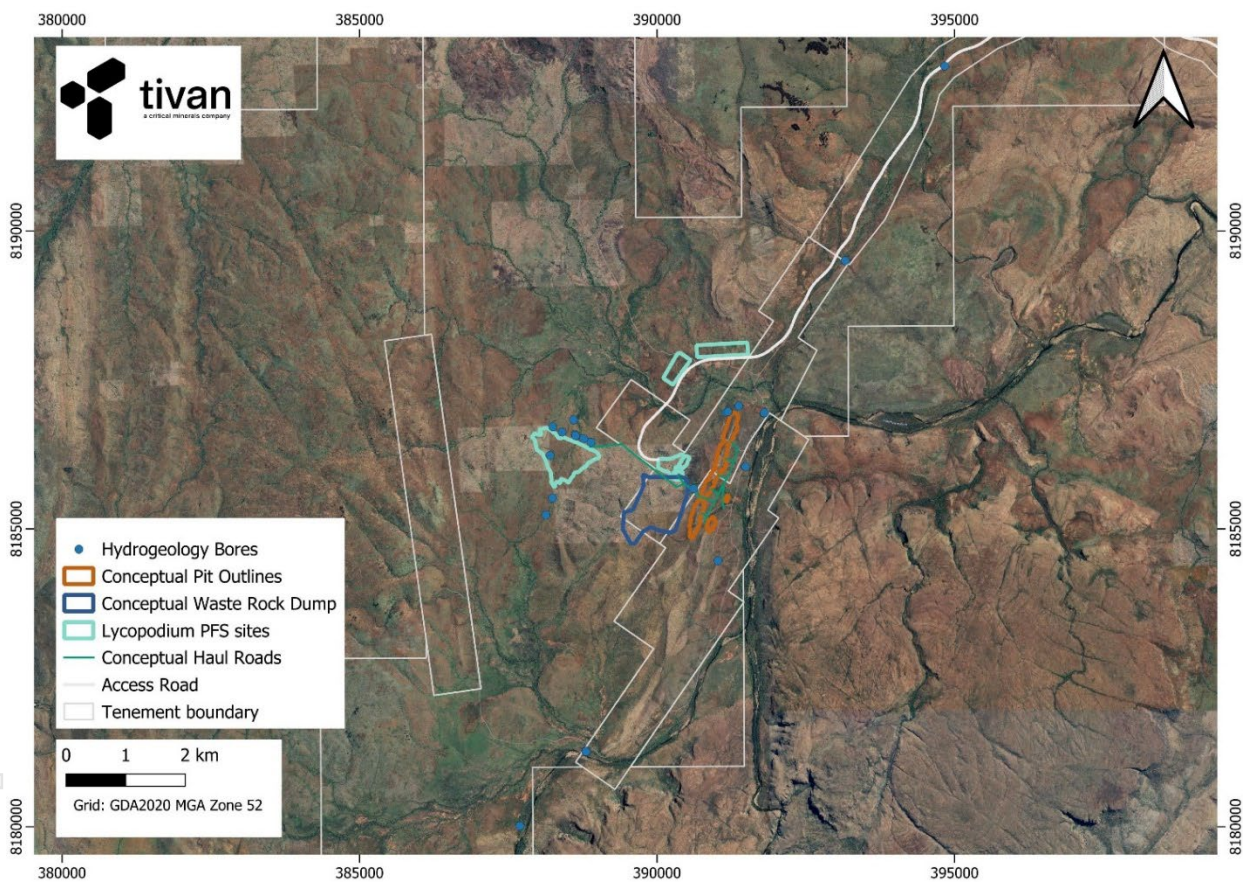 380000 385000 390000 395000
tivan
a critical minerals company
8190000
8190000
8185000
8185000
Hydrogeology Bores
Conceptual Pit Outlines
Conceptual Waste Rock Dump
Lycopodium PFS sites
Conceptual Haul Roads
Access Road
Tenement boundary
0 1 2 km
Grid: GDA2020 MGA Zone 52
8180000
8180000
380000 385000 390000 395000